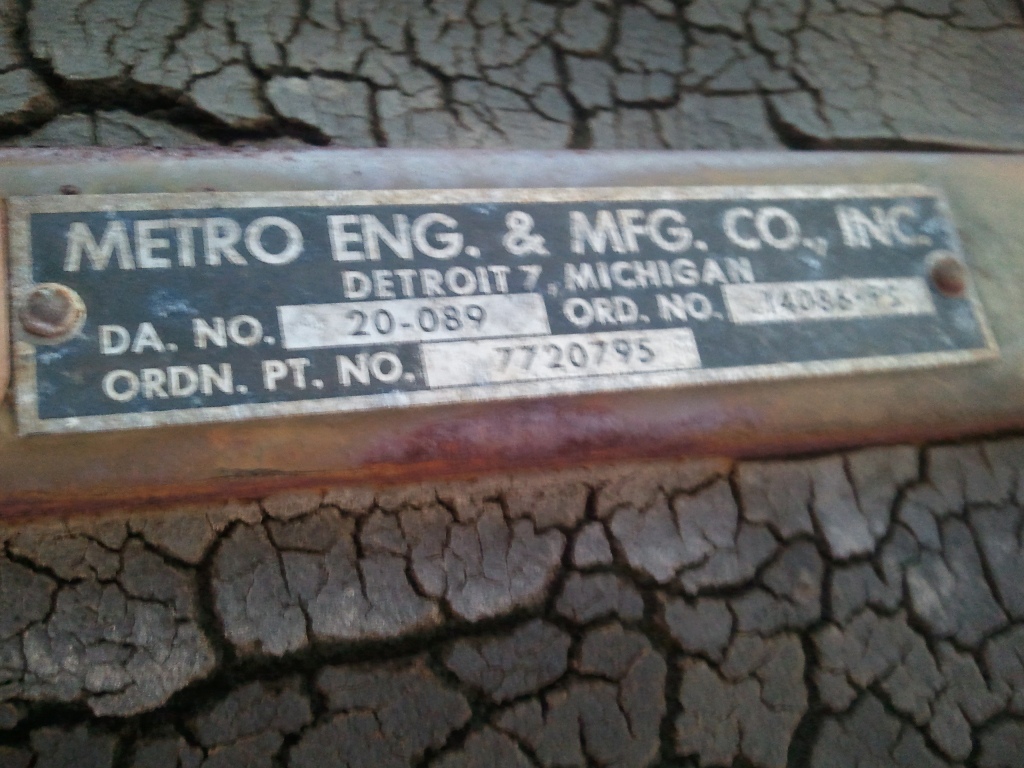 METRO ENG. & MFG. CO., INC.
DETROIT 7, MICHIGAN
DA. NO. 20-089 ORD. NO.
ORDN. PT. NO. 7720795